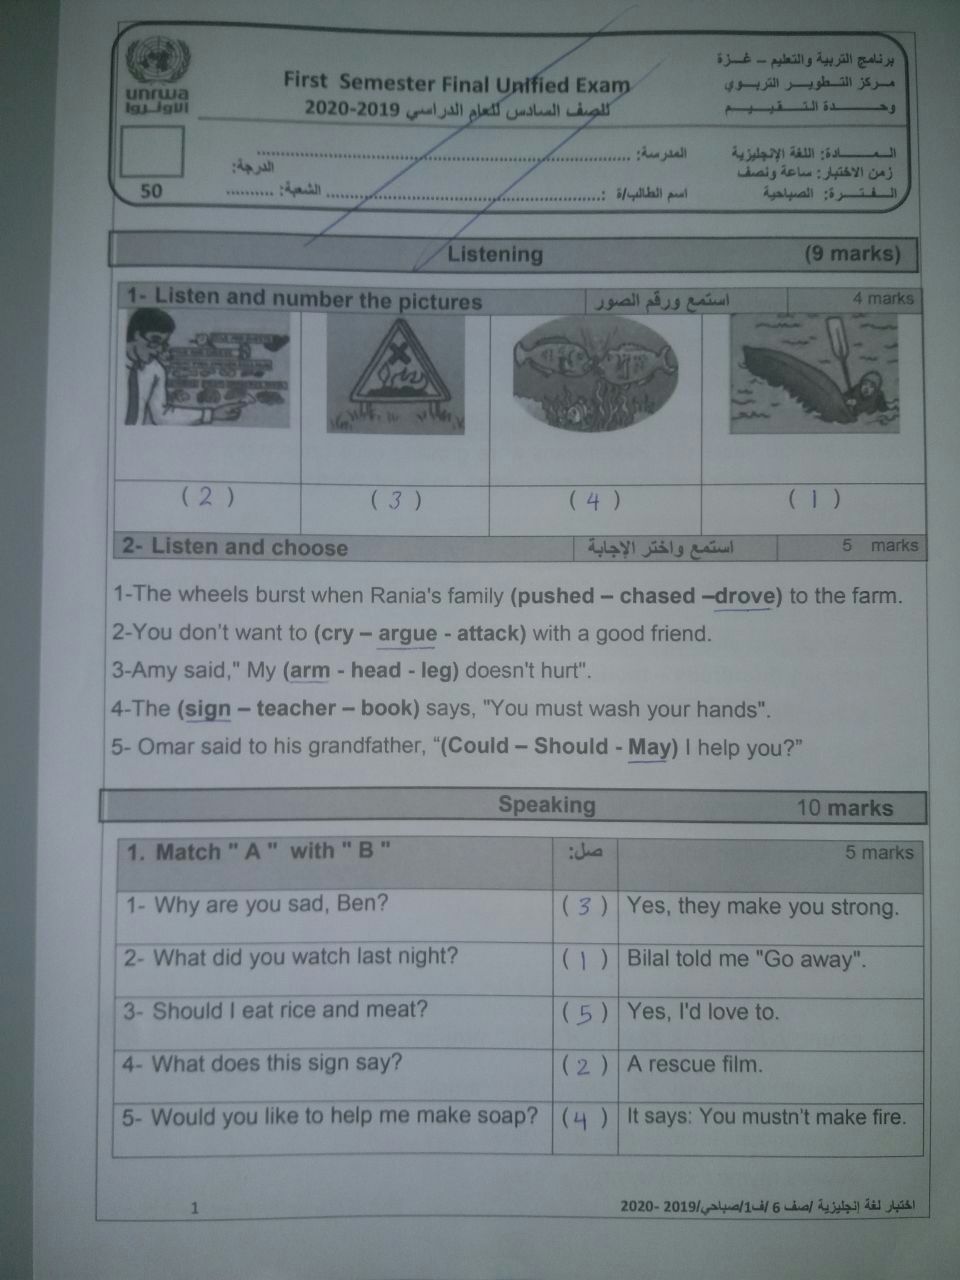 برنامج التربية والتعليم – غـزة
مركز التطوير التربوي
وحدة التقييم
unrwa
الأونروا
First Semester Final Unified Exam
للصف السادس للعام الدراسي 2019-2020
المـادة: اللغة الإنجليزية
المدرسة: ........................................
الدرجة:
زمن الاختبار: ساعة ونصف
الفـترة: الصباحية
اسم الطالب/ة :........................................ الشعبة: ..........
50
Listening (9 marks)
1- Listen and number the pictures استمع ورقم الصور 4 marks
( 2 ) ( 3 ) ( 4 ) ( 1 )
2- Listen and choose استمع واختر الإجابة 5 marks
1-The wheels burst when Rania's family (pushed – chased –drove) to the farm.
2-You don't want to (cry – argue - attack) with a good friend.
3-Amy said," My (arm - head - leg) doesn't hurt".
4-The (sign – teacher – book) says, "You must wash your hands".
5- Omar said to his grandfather, “(Could – Should - May) I help you?”
Speaking 10 marks
1. Match " A " with " B " صل: 5 marks
1- Why are you sad, Ben? ( 3 ) Yes, they make you strong.
2- What did you watch last night? ( 1 ) Bilal told me "Go away".
3- Should I eat rice and meat? ( 5 ) Yes, I'd love to.
4- What does this sign say? ( 2 ) A rescue film.
5- Would you like to help me make soap? ( 4 ) It says: You mustn't make fire.
1 اختبار لغة إنجليزية /صف 6 /ف1/صباحي/2019 -2020